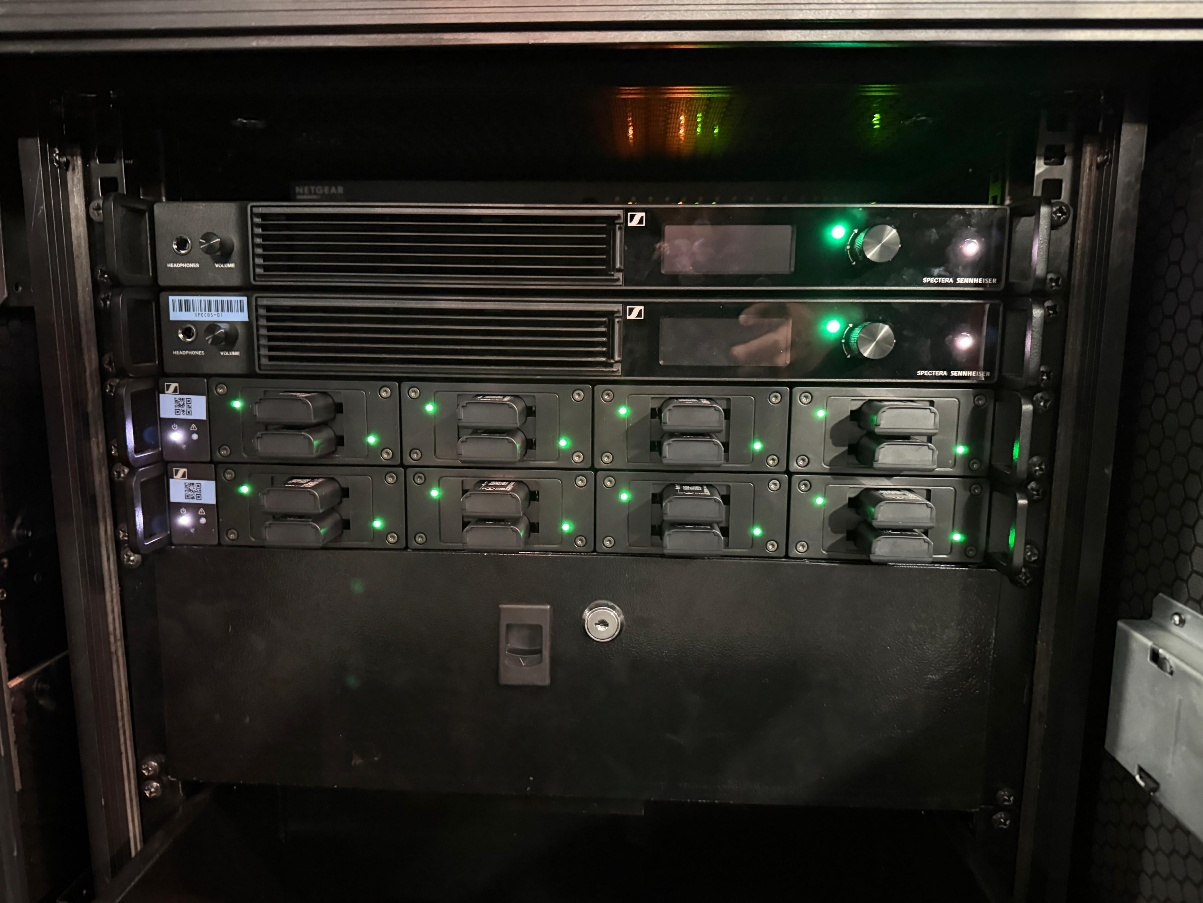 NETGEAR
HEADPHONES VOLUME
SPECTERA SENNHEISER
HEADPHONES VOLUME
SPECTERA SENNHEISER